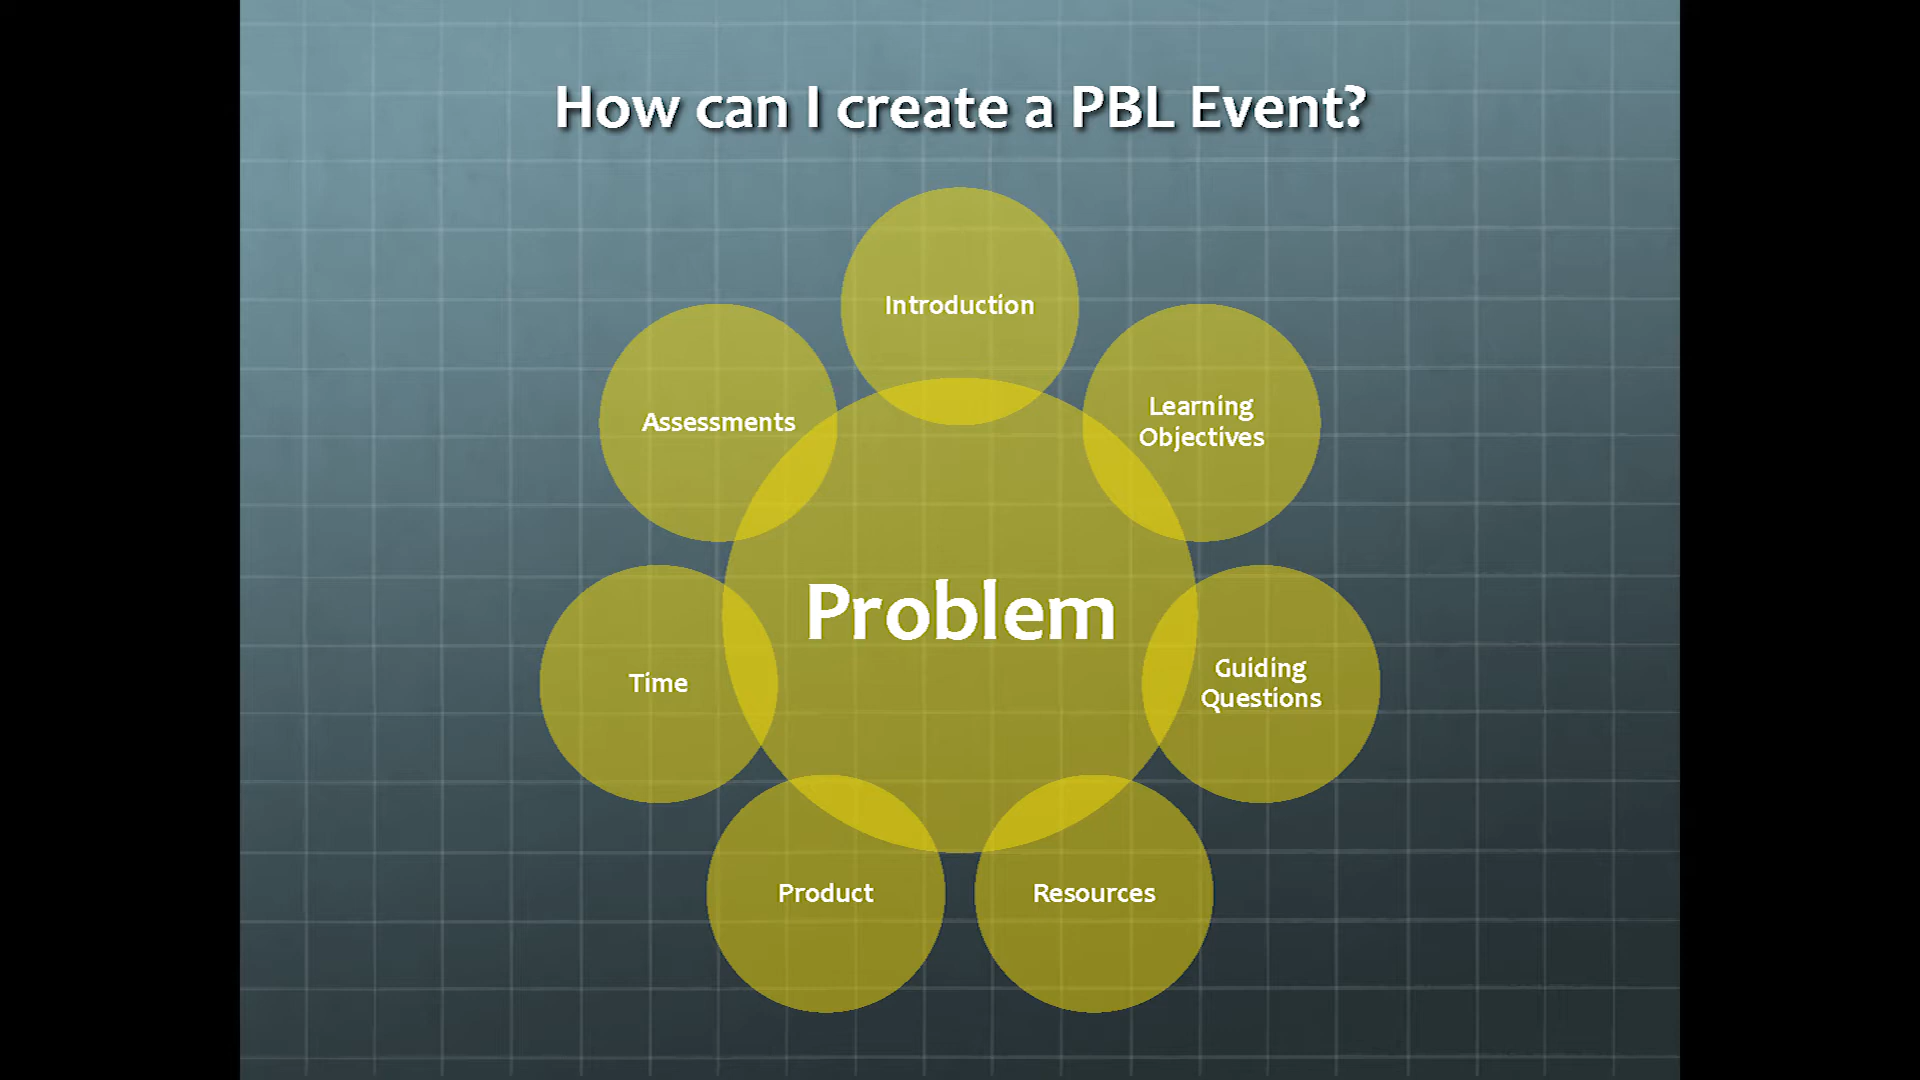 How can I create a PBL Event?
Introduction
Learning
Objectives
Guiding
Questions
Resources
Product
Time
Assessments
Problem